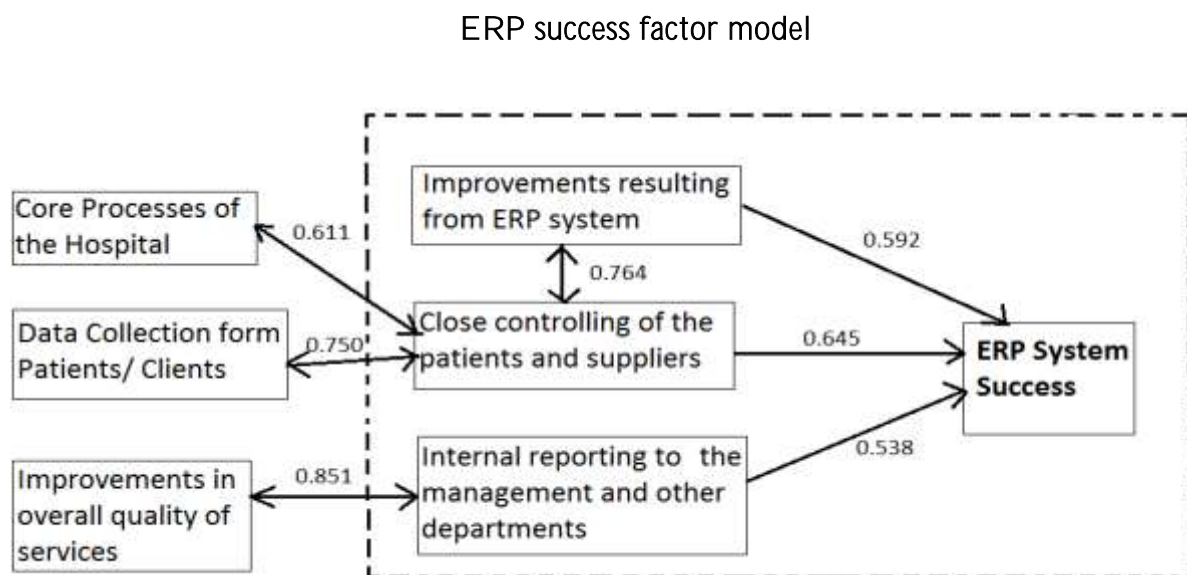 ERP success factor model
Improvements resulting
from ERP system
Core Processes of
the Hospital
0.611
0.592
0.764
Data Collection form
Patients/ Clients
0.750
Close controlling of the
patients and suppliers
0.645
ERP System
Success
0.538
Improvements in
overall quality of
services
0.851
Internal reporting to the
management and other
departments